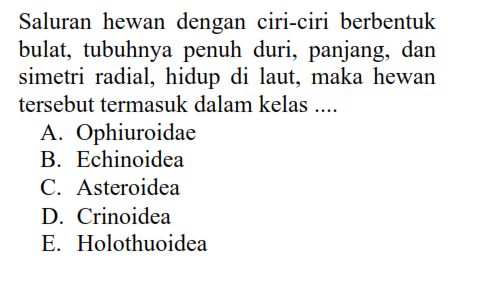 Saluran hewan dengan ciri-ciri berbentuk
bulat, tubuhnya penuh duri, panjang, dan
simetri radial, hidup di laut, maka hewan
tersebut termasuk dalam kelas ....
A. Ophiuroidae
B. Echinoidea
C. Asteroidea
D. Crinoidea
E. Holothuoidea